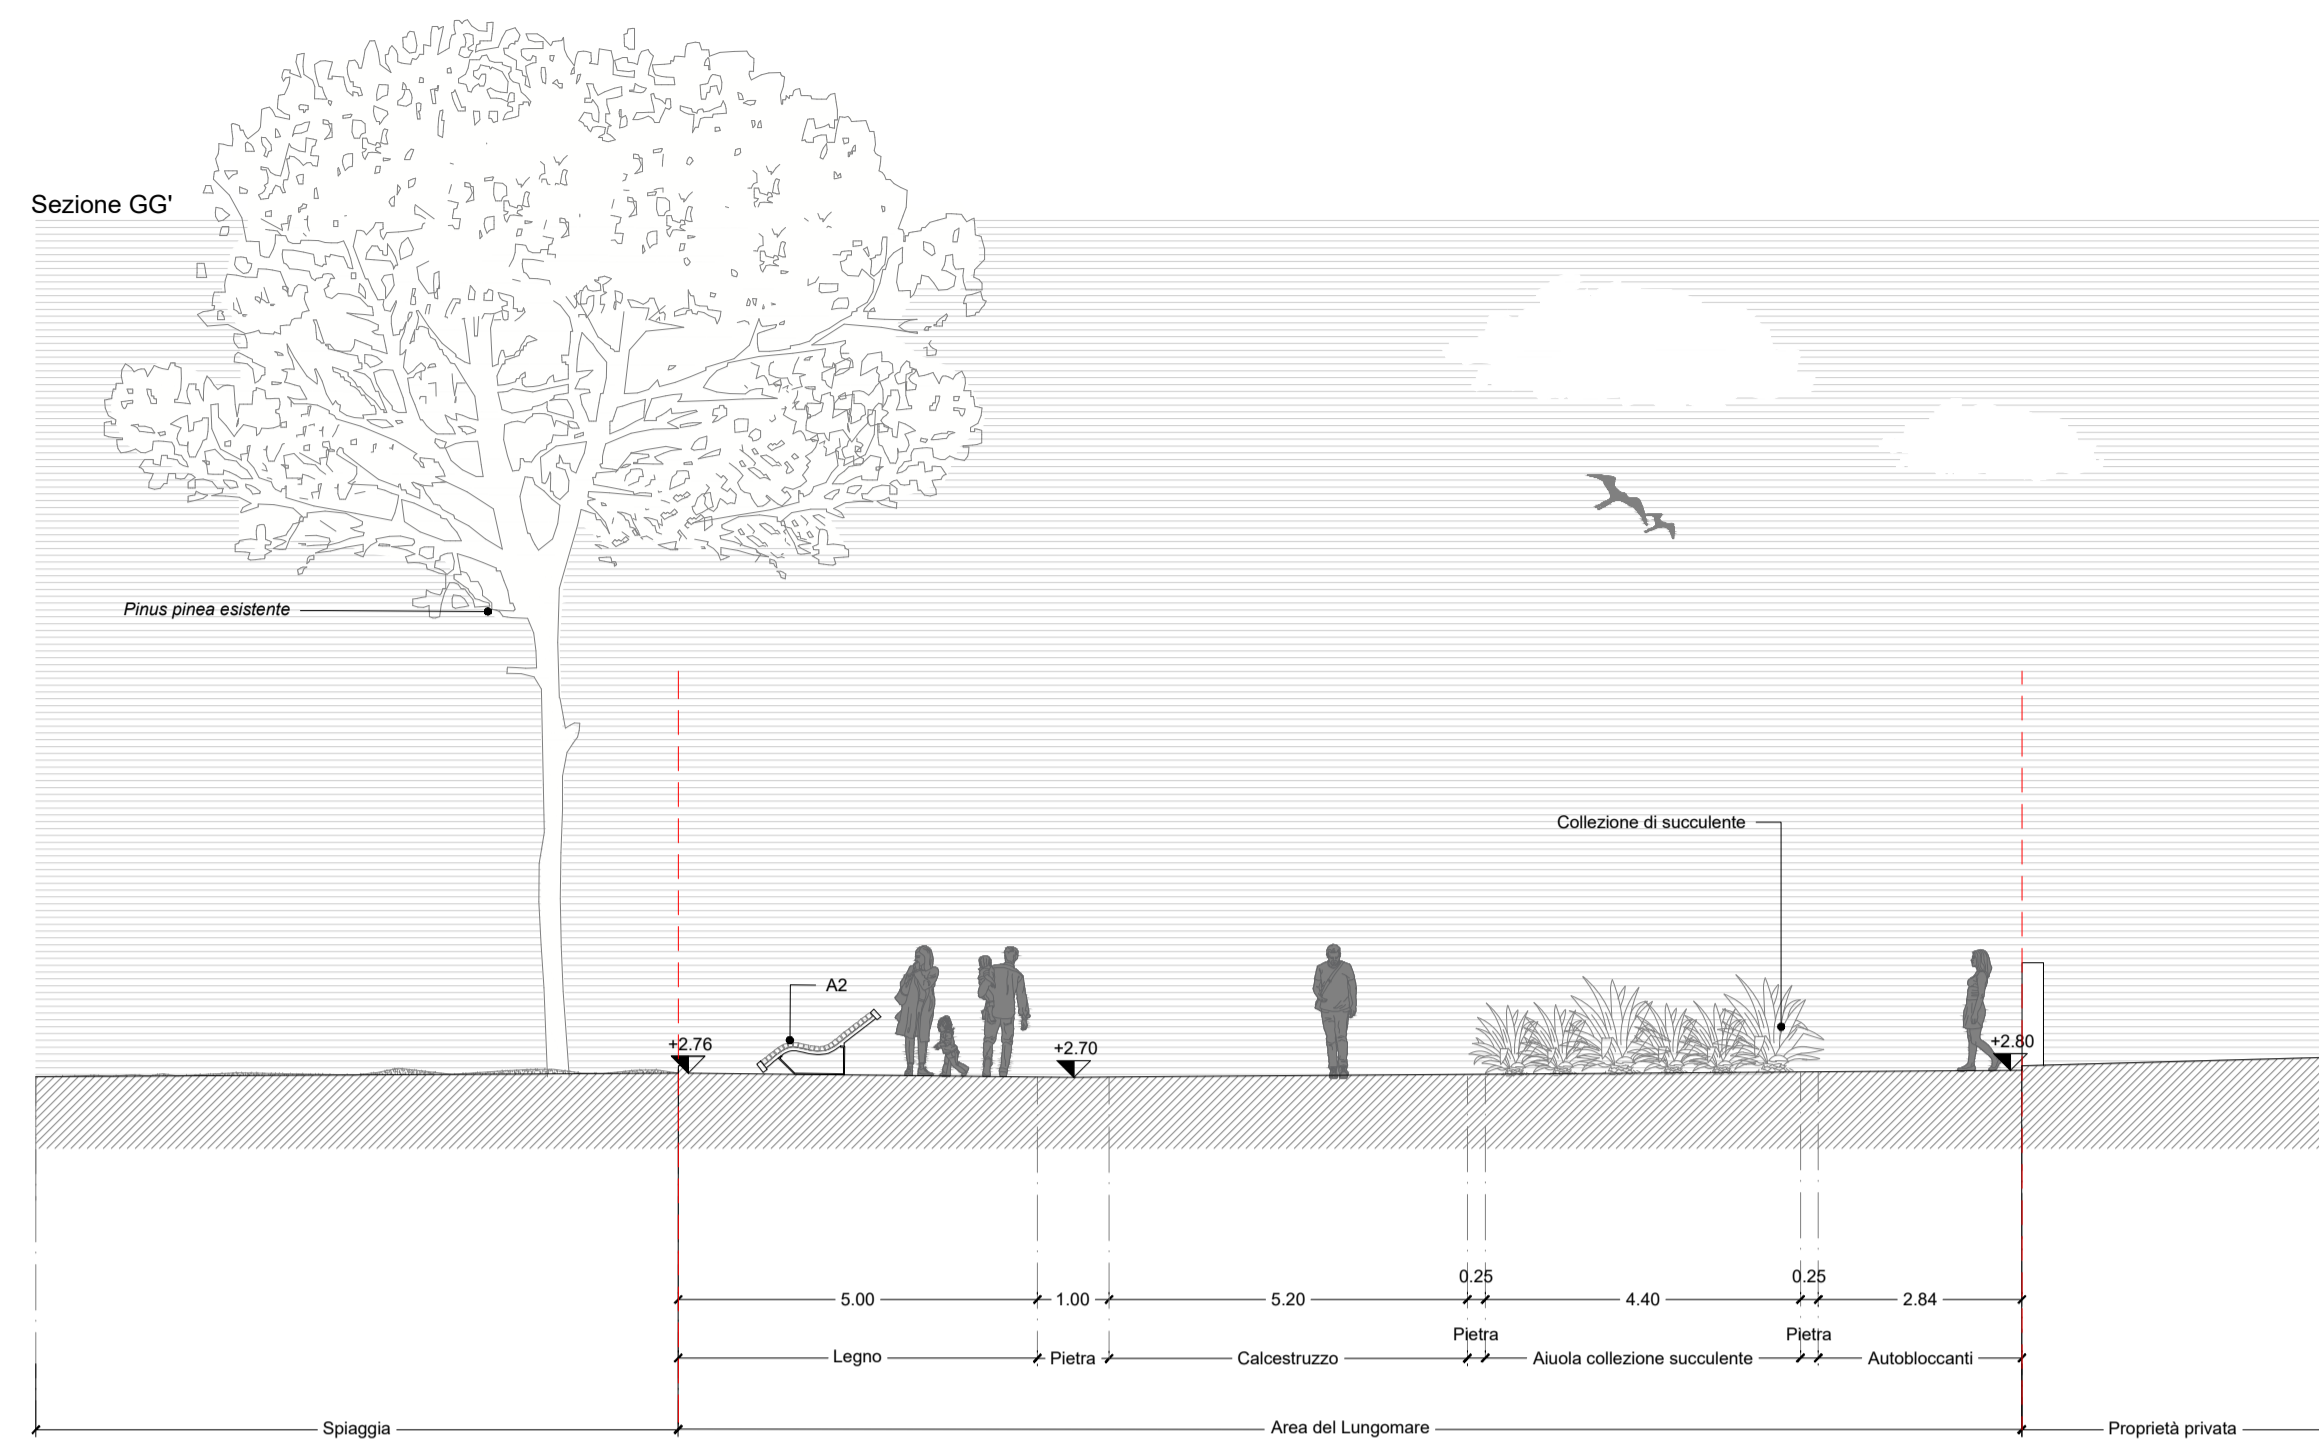 Sezione GG'
Pinus pinea esistente
Collezione di succulente
A2
+2.76
+2.70
+2.80
0.25
0.25
5.00
1.00
5.20
4.40
2.84
Pietra
Pietra
Legno
Pietra
Calcestruzzo
Aiuola collezione succulente
Autobloccanti
Spiaggia
Area del Lungomare
Proprietà privata